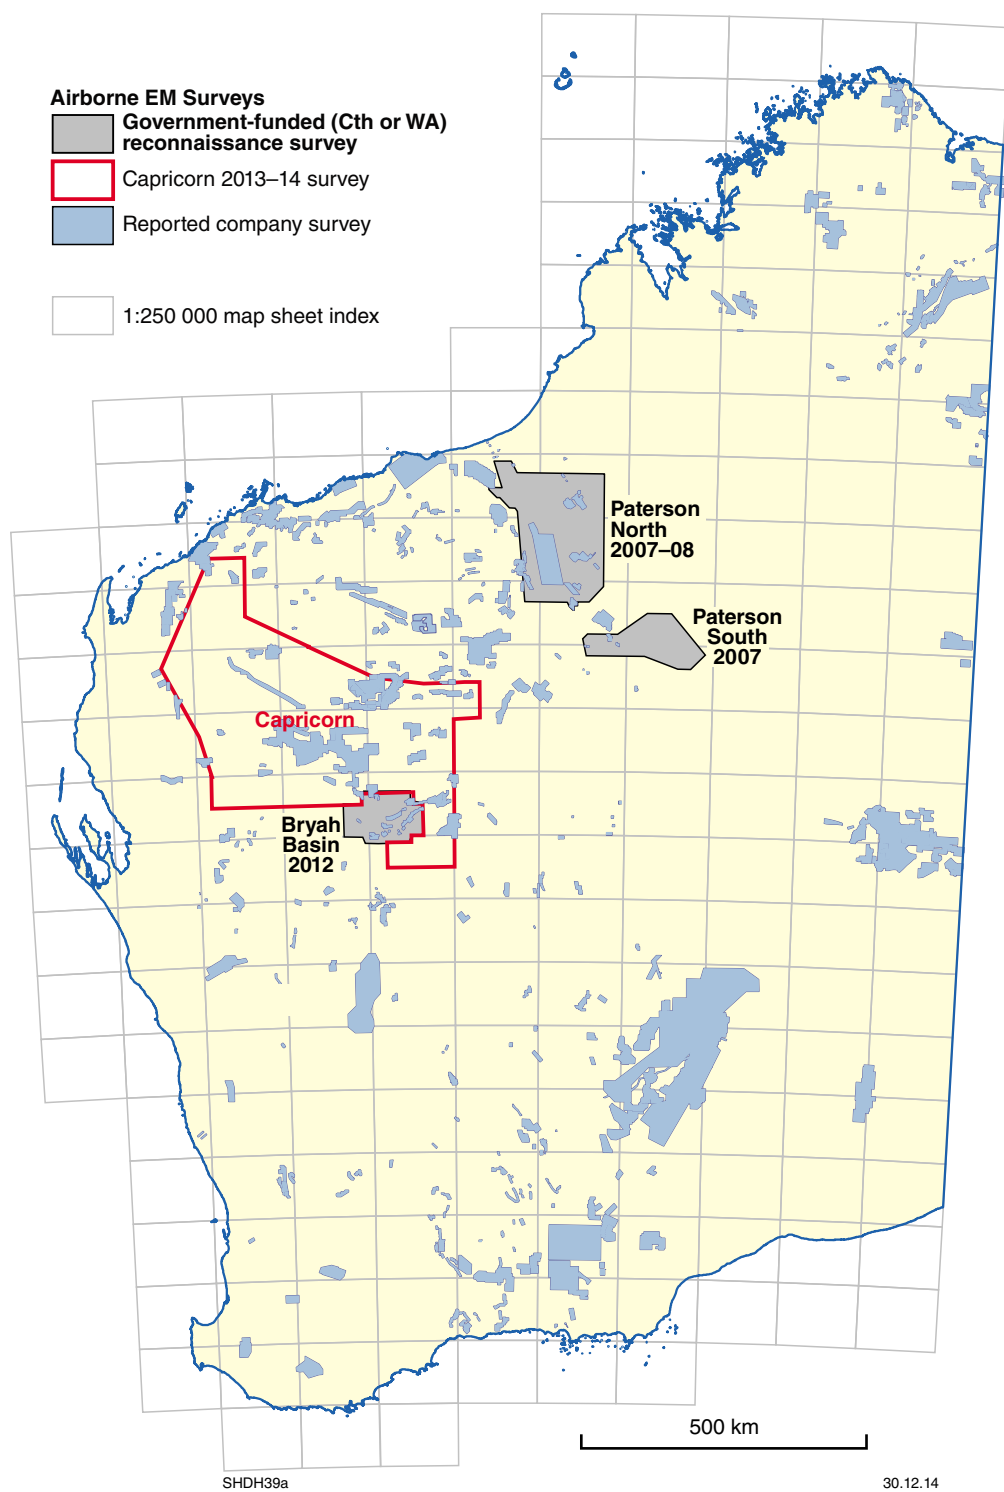 Airborne EM Surveys
Government-funded (Cth or WA)
reconnaissance survey
Capricorn 2013–14 survey
Reported company survey
1:250 000 map sheet index
Paterson
North
2007–08
Paterson
South
2007
Capricorn
Bryah
Basin
2012
500 km
SHDH39a
30.12.14